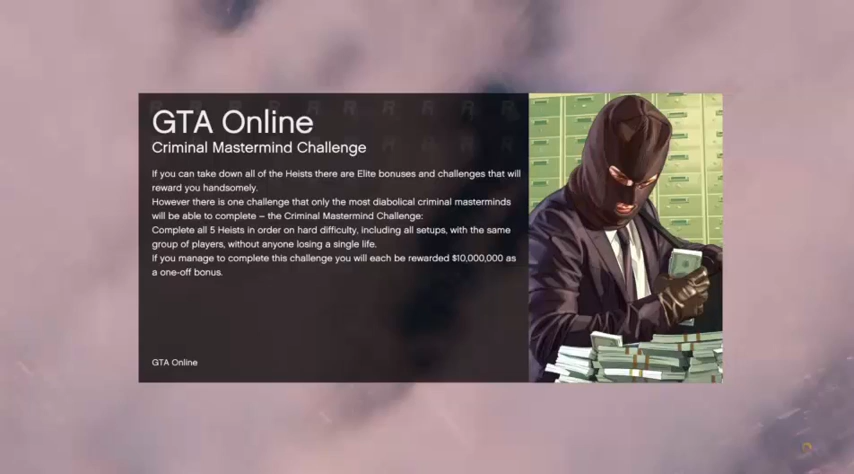 GTA Online
Criminal Mastermind Challenge
If you can take down all of the Heists there are Elite bonuses and challenges that will
reward you handsomely.
However there is one challenge that only the most diabolical criminal masterminds
will be able to complete – the Criminal Mastermind Challenge:
Complete all 5 Heists in order on hard difficulty, including all setups, with the same
group of players, without anyone losing a single life.
If you manage to complete this challenge you will each be rewarded $10,000,000 as
a one-off bonus.
GTA Online